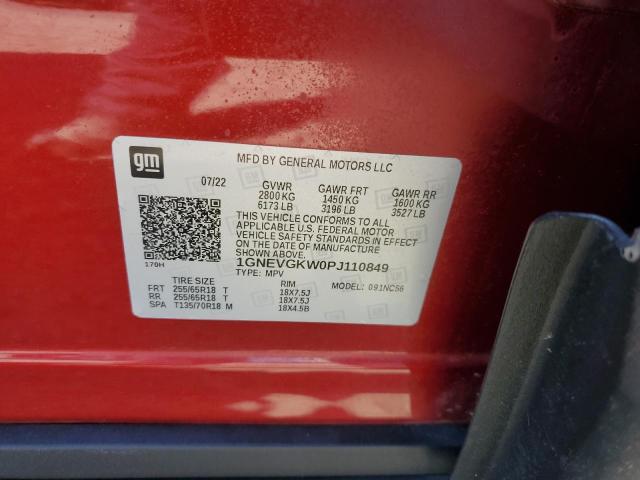 gm
MFD BY GENERAL MOTORS LLC
07/22 GVWR GAWR FRT GAWR RR
2800 KG 1450 KG 1600 KG
6173 LB 3196 LB 3527 LB
THIS VEHICLE CONFORMS TO ALL
APPLICABLE U.S. FEDERAL MOTOR
VEHICLE SAFETY STANDARDS IN EFFECT
ON THE DATE OF MANUFACTURE
SHOWN ABOVE.
170H 1GNEVGKW0PJ110849
TYPE: MPV MODEL: 091NC56
TIRE SIZE RIM
FRT 255/65R18 T 18X7.5J
RR 255/65R18 T 18X7.5J
SPA T135/70R18 M 18X4.5B